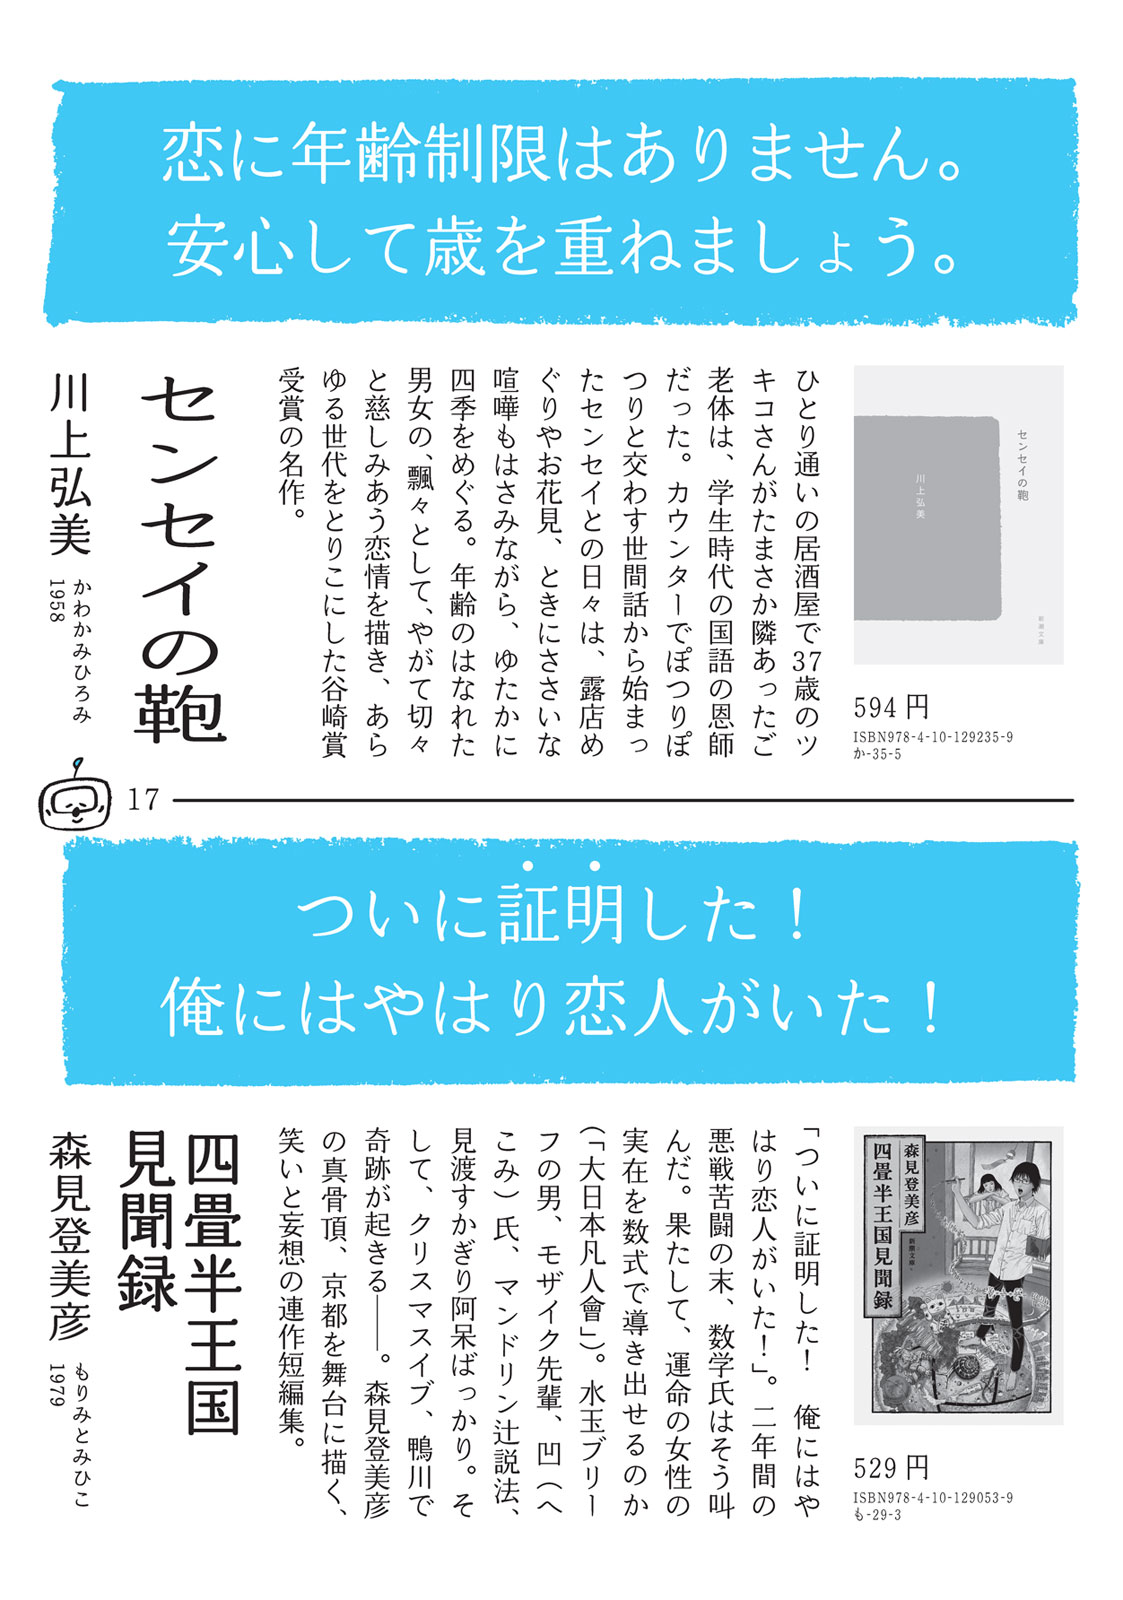 恋に年齢制限はありません。
安心して歳を重ねましょう。
センセイの鞄
川上弘美
新潮文庫
594円
ISBN978-4-10-129235-9
か-35-5
ひとり通いの居酒屋で37歳のツ
キコさんがたまさか隣あったご
老体は、学生時代の国語の恩師
だった。カウンターでぽつりぽ
つりと交わす世間話から始まっ
たセンセイとの日々は、露店め
ぐりやお花見、ときにささいな
喧嘩もはさみながら、ゆたかに
四季をめぐる。年齢のはなれた
男女の、飄々として、やがて切々
と慈しみあう恋情を描き、あら
ゆる世代をとりこにした谷崎賞
受賞の名作。
センセイの鞄
川上弘美
かわかみひろみ
1958
17
ついに証明した！
俺にはやはり恋人がいた！
森見登美彦
四畳半王国見聞録
新潮文庫
529円
ISBN978-4-10-129053-9
も-29-3
「ついに証明した！　俺にはや
はり恋人がいた！」。二年間の
悪戦苦闘の末、数学氏はそう叫
んだ。果たして、運命の女性の
実在を数式で導き出せるのか
（「大日本凡人會」）。水玉ブリー
フの男、モザイク先輩、凹（へ
こみ）氏、マンドリン辻説法、
見渡すかぎり阿呆ばっかり。そ
して、クリスマスイブ、鴨川で
奇跡が起きる――。森見登美彦
の真骨頂、京都を舞台に描く、
笑いと妄想の連作短編集。
四畳半王国
見聞録
森見登美彦
もりみとみひこ
1979